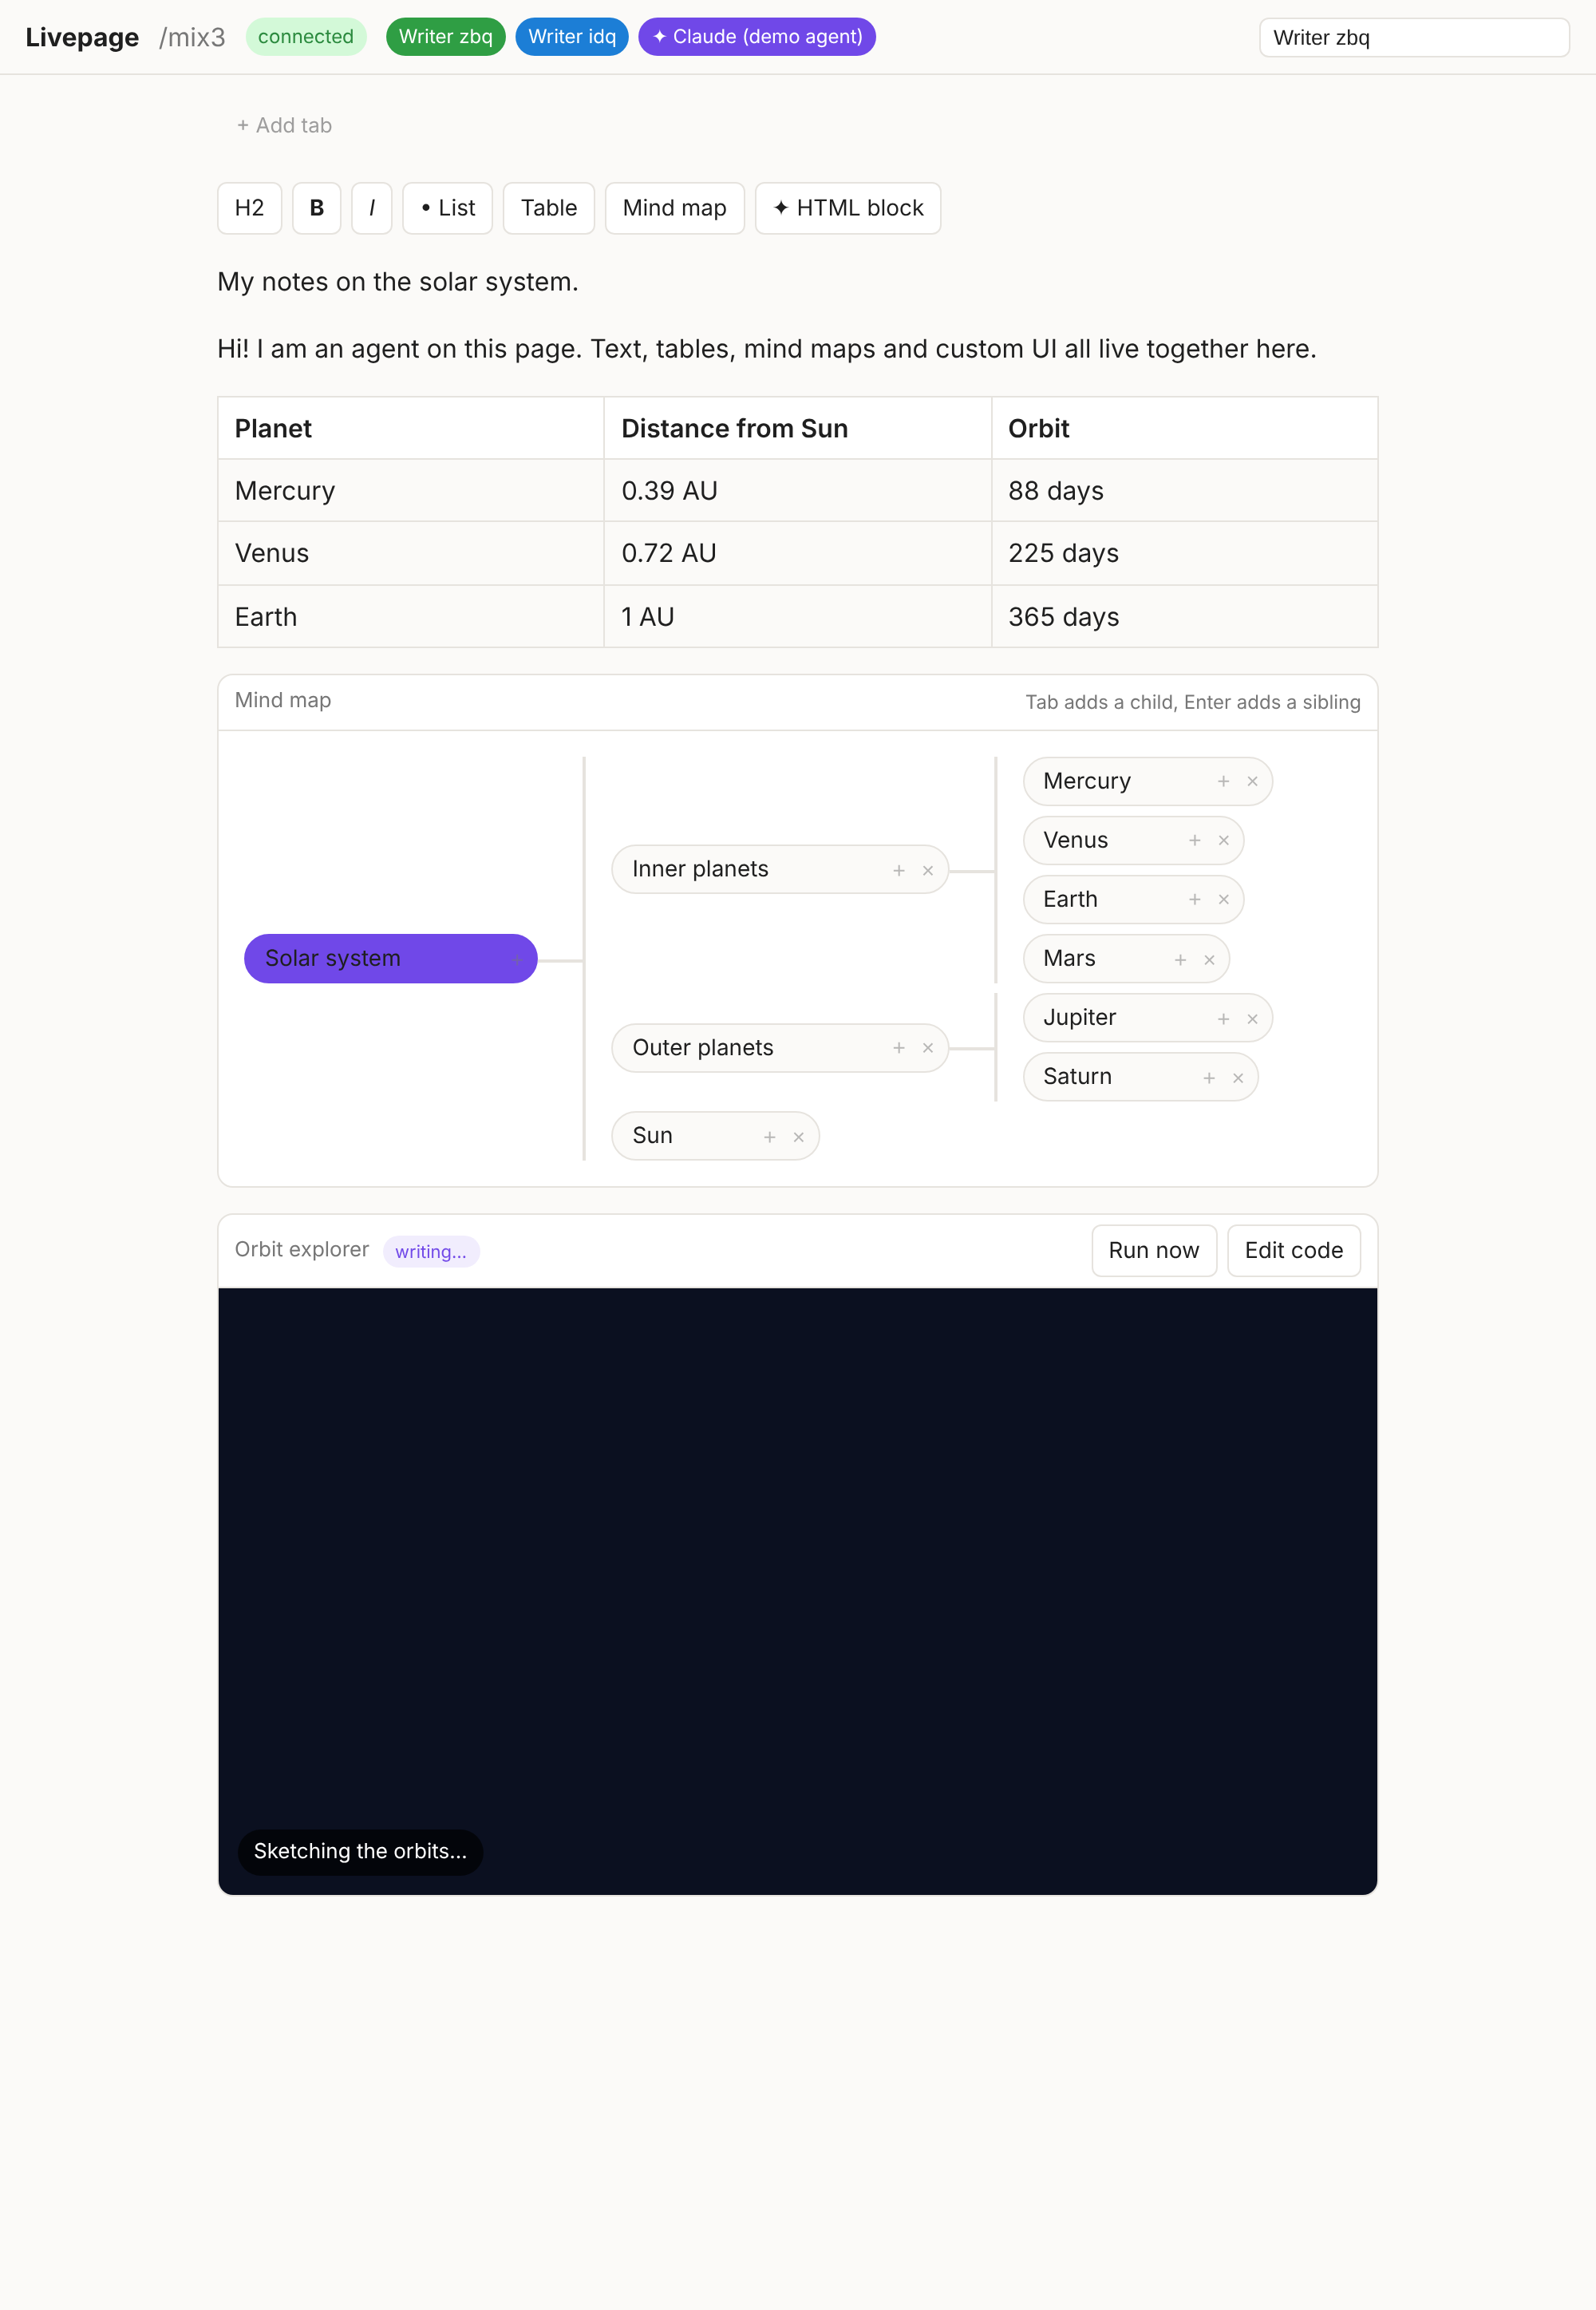 Livepage /mix3 connected Writer zbq Writer idq ✦ Claude (demo agent) Writer zbq
+ Add tab
H2 B I • List Table Mind map ✦ HTML block
My notes on the solar system.
Hi! I am an agent on this page. Text, tables, mind maps and custom UI all live together here.
Planet Distance from Sun Orbit
Mercury 0.39 AU 88 days
Venus 0.72 AU 225 days
Earth 1 AU 365 days
Mind map Tab adds a child, Enter adds a sibling
Mercury + ×
Venus + ×
Inner planets + ×
Earth + ×
Solar system +
Mars + ×
Jupiter + ×
Outer planets + ×
Saturn + ×
Sun + ×
Orbit explorer writing... Run now Edit code
Sketching the orbits...